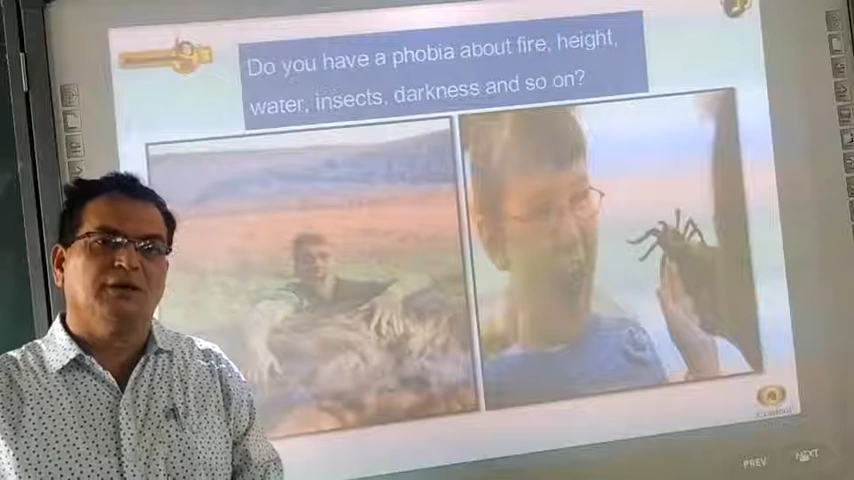 Do you have a phobia about fire, height,
water, insects, darkness and so on?
PREV
NEXT